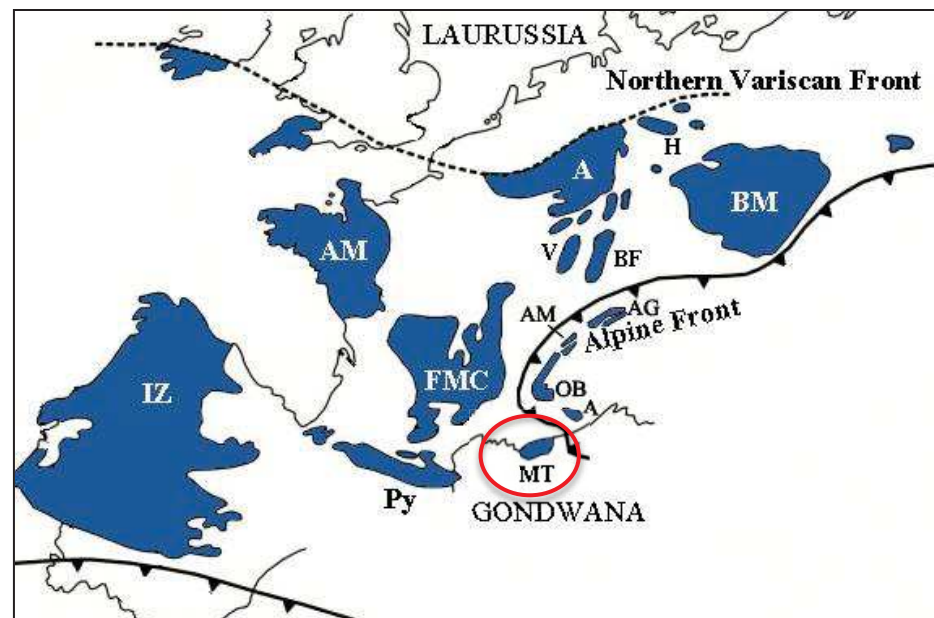 LAURUSSIA
Northern Variscan Front
H
A
BM
AM
V
BF
AM
AG
Alpine Front
IZ
FMC
OB
A
MT
Py
GONDWANA